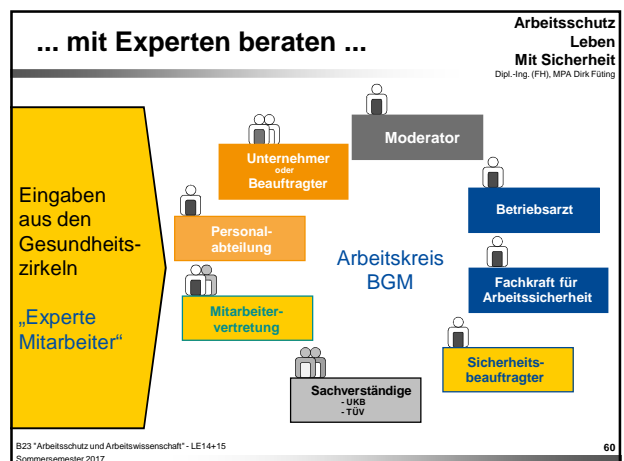 ... mit Experten beraten ...
Arbeitsschutz
Leben
Mit Sicherheit
Dipl.-Ing. (FH), MPA Dirk Füting
Eingaben
aus den
Gesundheits-
zirkeln
„Experte
Mitarbeiter“
Moderator
Unternehmer
oder
Beauftragter
Betriebsarzt
Personal-
abteilung
Arbeitskreis
BGM
Fachkraft für
Arbeitssicherheit
Mitarbeiter-
vertretung
Sicherheits-
beauftragter
Sachverständige
- UKB
- TÜV
B23 "Arbeitsschutz und Arbeitswissenschaft" - LE14+15
Sommersemester 2017
60